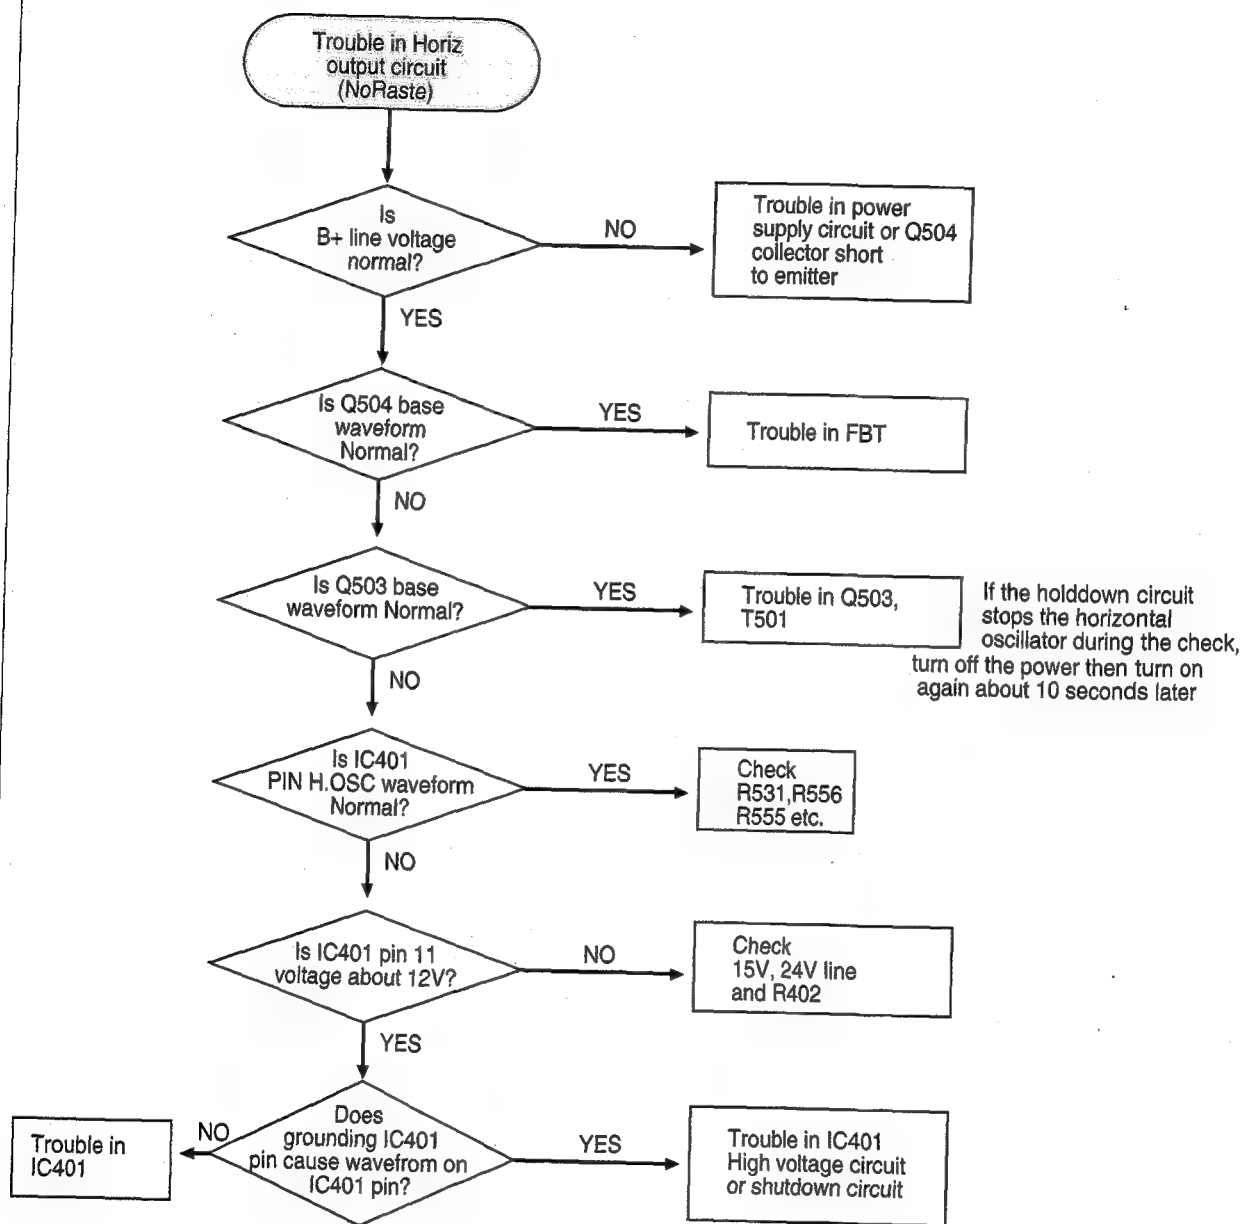 Trouble in Horiz
output circuit
(NoRaste)
Is
B+ line voltage
normal?
NO
Trouble in power
supply circuit or Q504
collector short
to emitter
YES
Is Q504 base
waveform
Normal?
YES
Trouble in FBT
NO
Is Q503 base
waveform Normal?
YES
Trouble in Q503,
T501
If the holddown circuit
stops the horizontal
oscillator during the check,
turn off the power then turn on
again about 10 seconds later
NO
Is IC401
PIN H.OSC waveform
Normal?
YES
Check
R531,R556
R555 etc.
NO
Is IC401 pin 11
voltage about 12V?
NO
Check
15V, 24V line
and R402
YES
Does
grounding IC401
pin cause wavefrom on
IC401 pin?
NO
Trouble in
IC401
YES
Trouble in IC401
High voltage circuit
or shutdown circuit